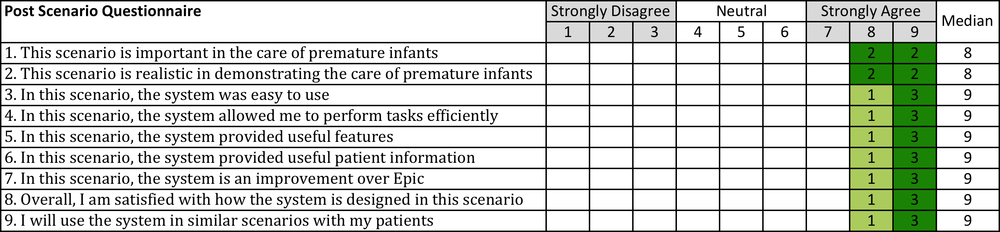 Post Scenario Questionnaire Strongly Disagree Neutral Strongly Agree Median
1 2 3 4 5 6 7 8 9
1. This scenario is important in the care of premature infants 2 2 8
2. This scenario is realistic in demonstrating the care of premature infants 2 2 8
3. In this scenario, the system was easy to use 1 3 9
4. In this scenario, the system allowed me to perform tasks efficiently 1 3 9
5. In this scenario, the system provided useful features 1 3 9
6. In this scenario, the system provided useful patient information 1 3 9
7. In this scenario, the system is an improvement over Epic 1 3 9
8. Overall, I am satisfied with how the system is designed in this scenario 1 3 9
9. I will use the system in similar scenarios with my patients 1 3 9